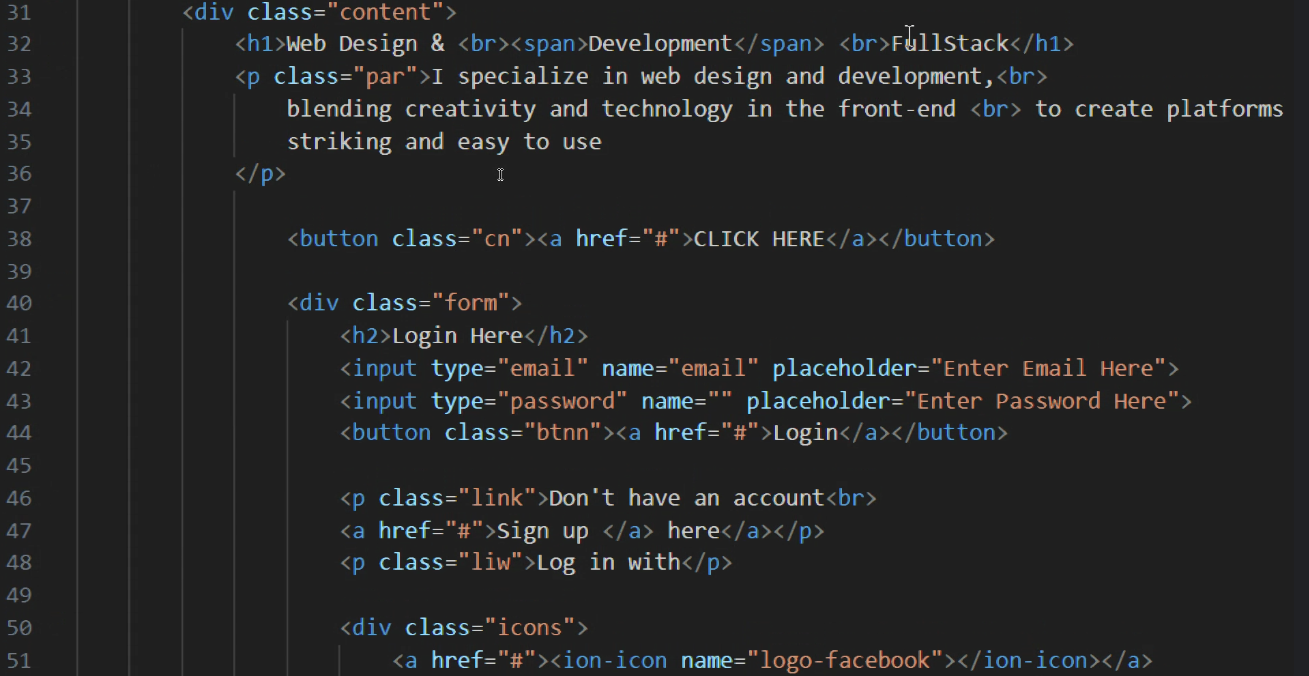 31 <div class="content">
32 <h1>Web Design & <br><span>Development</span> <br>FullStack</h1>
33 <p class="par">I specialize in web design and development,<br>
34 blending creativity and technology in the front-end <br> to create platforms
35 striking and easy to use
36 </p>
37
38 <button class="cn"><a href="#">CLICK HERE</a></button>
39
40 <div class="form">
41 <h2>Login Here</h2>
42 <input type="email" name="email" placeholder="Enter Email Here">
43 <input type="password" name="" placeholder="Enter Password Here">
44 <button class="btnn"><a href="#">Login</a></button>
45
46 <p class="link">Don't have an account<br>
47 <a href="#">Sign up </a> here</a></p>
48 <p class="liw">Log in with</p>
49
50 <div class="icons">
51 <a href="#"><ion-icon name="logo-facebook"></ion-icon></a>